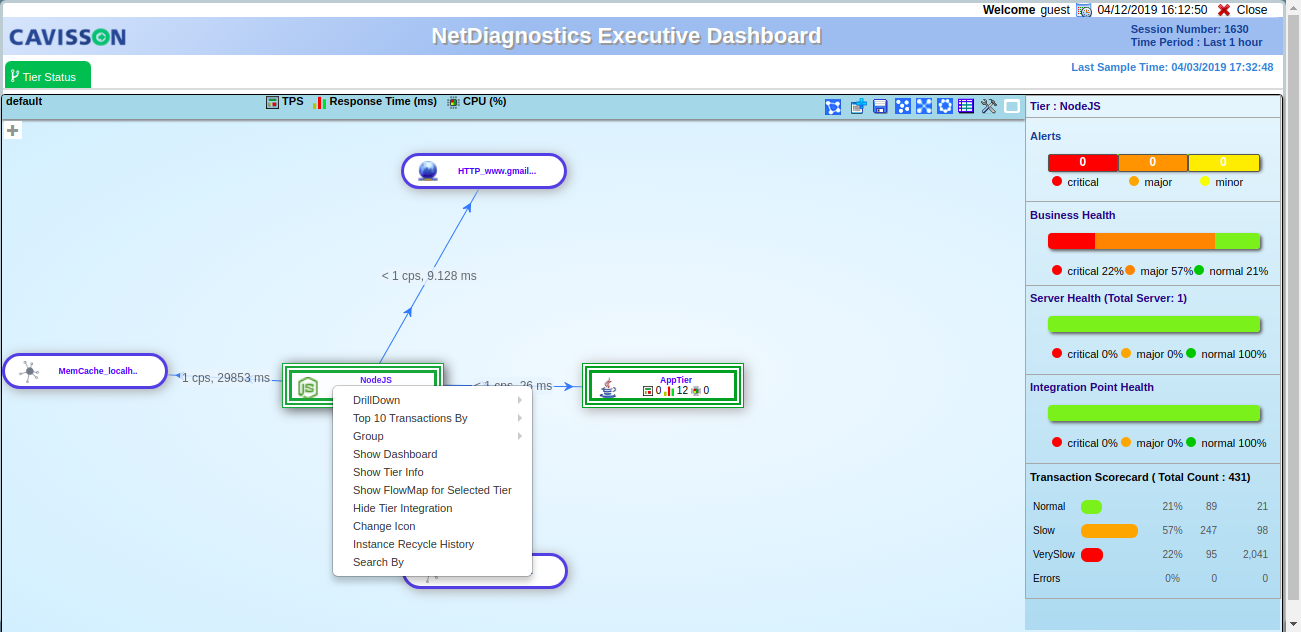 Welcome guest 04/12/2019 16:12:50 Close
CAVISSON
NetDiagnostics Executive Dashboard
Session Number: 1630
Time Period : Last 1 hour
Tier Status
Last Sample Time: 04/03/2019 17:32:48
default
TPS Response Time (ms) CPU (%)
HTTP_www.gmail...
< 1 cps, 9.128 ms
MemCache_localh..
1 cps, 29853 ms
NodeJS
< 1 cps, 26 ms
AppTier
0 12 0
DrillDown
Top 10 Transactions By
Group
Show Dashboard
Show Tier Info
Show FlowMap for Selected Tier
Hide Tier Integration
Change Icon
Instance Recycle History
Search By
Tier : NodeJS
Alerts
0 0 0
critical major minor
Business Health
critical 22% major 57% normal 21%
Server Health (Total Server: 1)
critical 0% major 0% normal 100%
Integration Point Health
critical 0% major 0% normal 100%
Transaction Scorecard ( Total Count : 431)
Normal 21% 89 21
Slow 57% 247 98
VerySlow 22% 95 2,041
Errors 0% 0 0